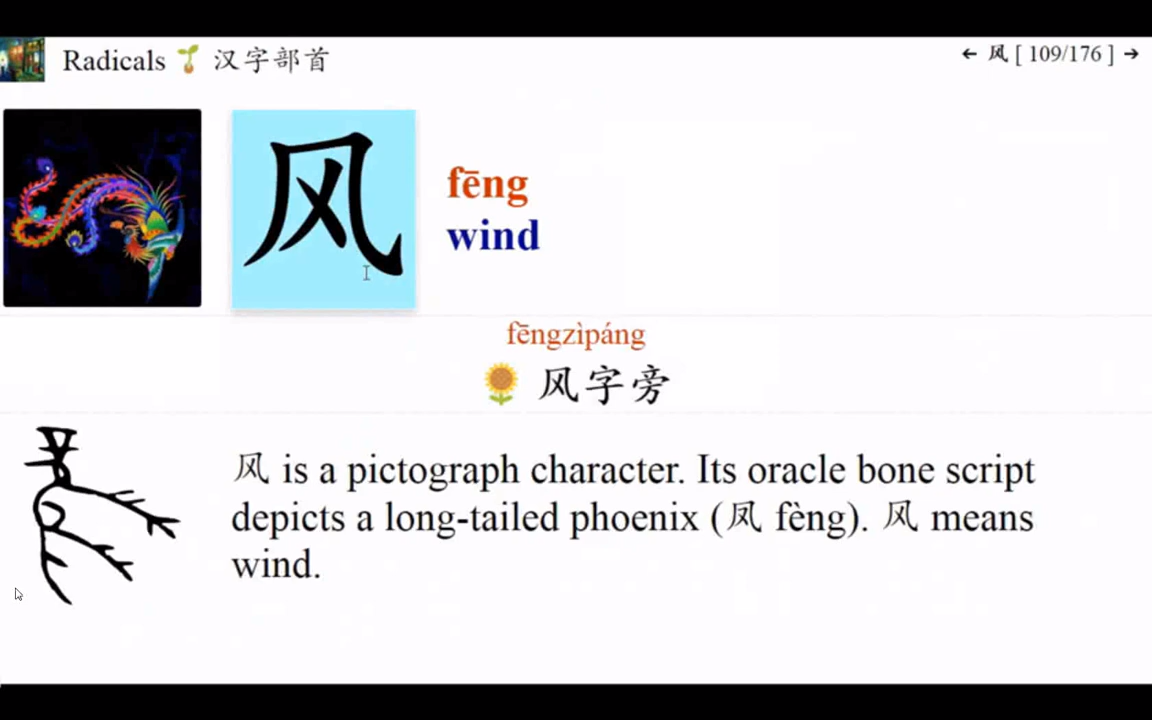 Radicals 🌱 汉字部首
← 风 [ 109/176 ] →
风
fēng
wind
fēngzìpáng
🌻 风字旁
风 is a pictograph character. Its oracle bone script
depicts a long-tailed phoenix (凤 fèng). 风 means
wind.